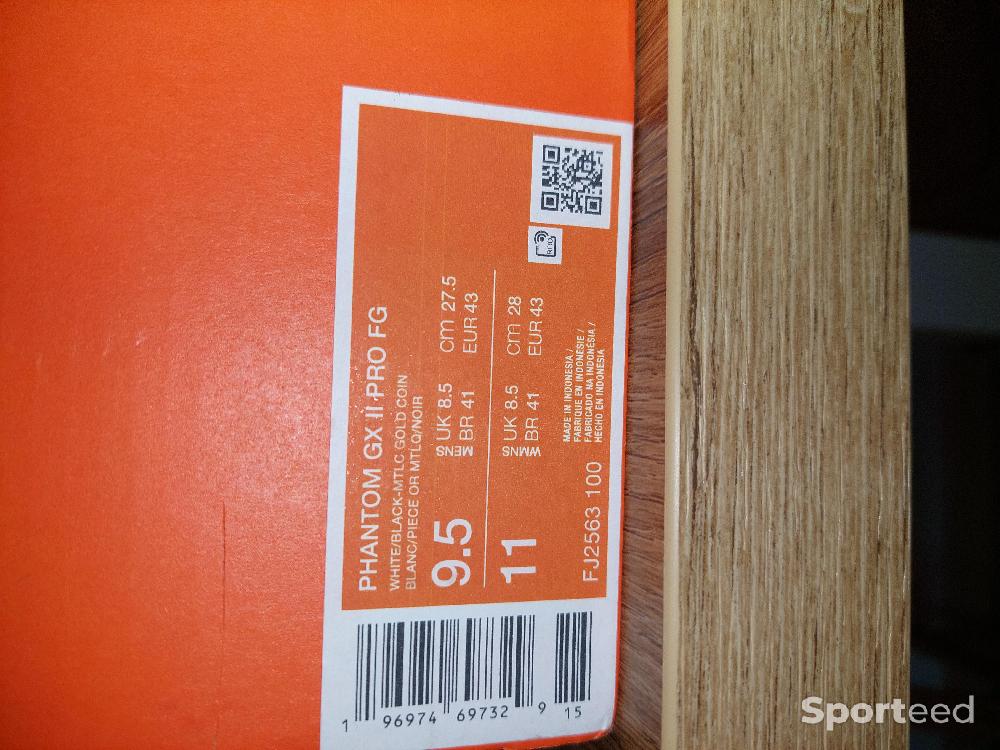 PHANTOM GX II PRO FG
WHITE/BLACK-MTLC GOLD COIN
BLANC/PIECE OR MTLQ/NOIR
9.5
MENS
UK 8.5
cm 27.5
BR 41
EUR 43
11
WMNS
UK 8.5
cm 28
BR 41
EUR 43
FJ2563 100
MADE IN INDONESIA /
FABRIQUE EN INDONESIE /
FABRICADO NA INDONÉSIA /
HECHO EN INDONESIA
1 96974 69732 9 15
Sporteed